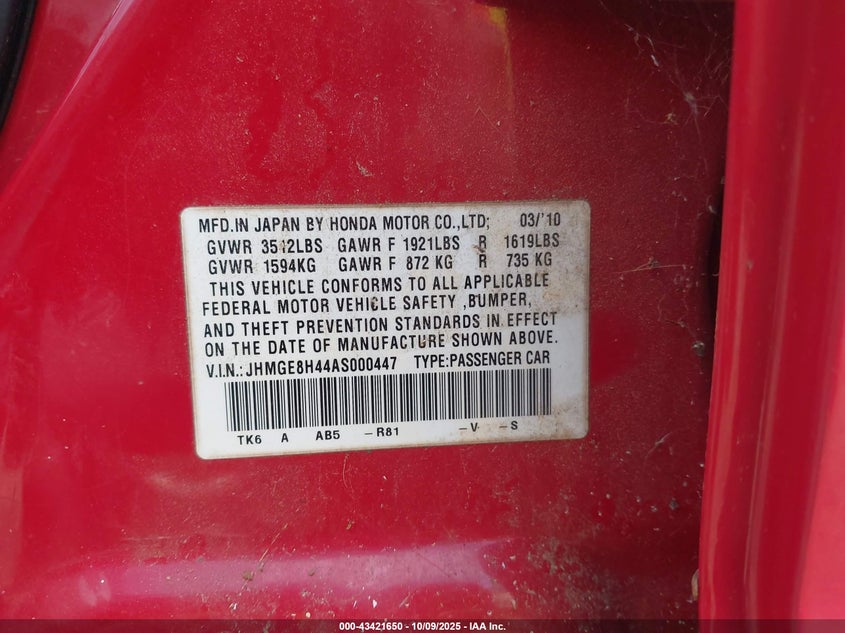 MFD.IN JAPAN BY HONDA MOTOR CO.,LTD; 03/'10
GVWR 3512LBS GAWR F 1921LBS R 1619LBS
GVWR 1594KG GAWR F 872 KG R 735 KG
THIS VEHICLE CONFORMS TO ALL APPLICABLE
FEDERAL MOTOR VEHICLE SAFETY ,BUMPER,
AND THEFT PREVENTION STANDARDS IN EFFECT
ON THE DATE OF MANUFACTURE SHOWN ABOVE.
V.I.N.:JHMGE8H44AS000447 TYPE:PASSENGER CAR
TK6 A AB5 -R81 -V -S
000-43421650 - 10/09/2025 - IAA Inc.